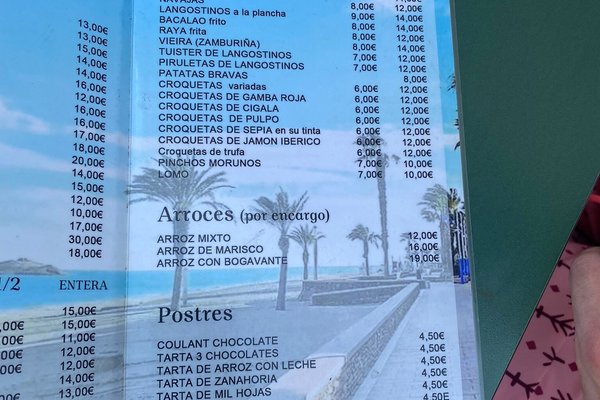 13,00€
14,00€
15,00€
14,00€
14,00€
16,00€
12,00€
16,00€
16,00€
17,00€
18,00€
20,00€
14,00€
15,00€
12,00€
10,00€
17,00€
30,00€
18,00€
1/2 ENTERA
15,00€
,00€ 15,00€
,00€ 11,00€
,00€ 12,00€
12,00€
14,00€
13,00€
NAVAJAS
LANGOSTINOS a la plancha 8,00€ 12,00€
BACALAO frito 9,00€ 14,00€
RAYA frita 8,00€ 12,00€
VIEIRA (ZAMBURIÑA) 8,00€ 14,00€
TUISTER DE LANGOSTINOS 7,00€ 12,00€
PIRULETAS DE LANGOSTINOS 7,00€ 12,00€
PATATAS BRAVAS 8,00€
CROQUETAS variadas 6,00€ 12,00€
CROQUETAS DE GAMBA ROJA 6,00€ 12,00€
CROQUETAS DE CIGALA 6,00€ 12,00€
CROQUETAS DE PULPO 6,00€ 12,00€
CROQUETAS DE SEPIA en su tinta 6,00€ 12,00€
CROQUETAS DE JAMON IBERICO 6,00€ 12,00€
Croquetas de trufa 6,00€ 12,00€
PINCHOS MORUNOS 7,00€ 10,00€
LOMO 7,00€ 10,00€
Arroces (por encargo)
ARROZ MIXTO 12,00€
ARROZ DE MARISCO 16,00€
ARROZ CON BOGAVANTE 19,00€
Postres
COULANT CHOCOLATE 4,50€
TARTA 3 CHOCOLATES 4,50€
TARTA DE ARROZ CON LECHE 4,50€
TARTA DE ZANAHORIA 4,50€
TARTA DE MIL HOJAS 4,50€